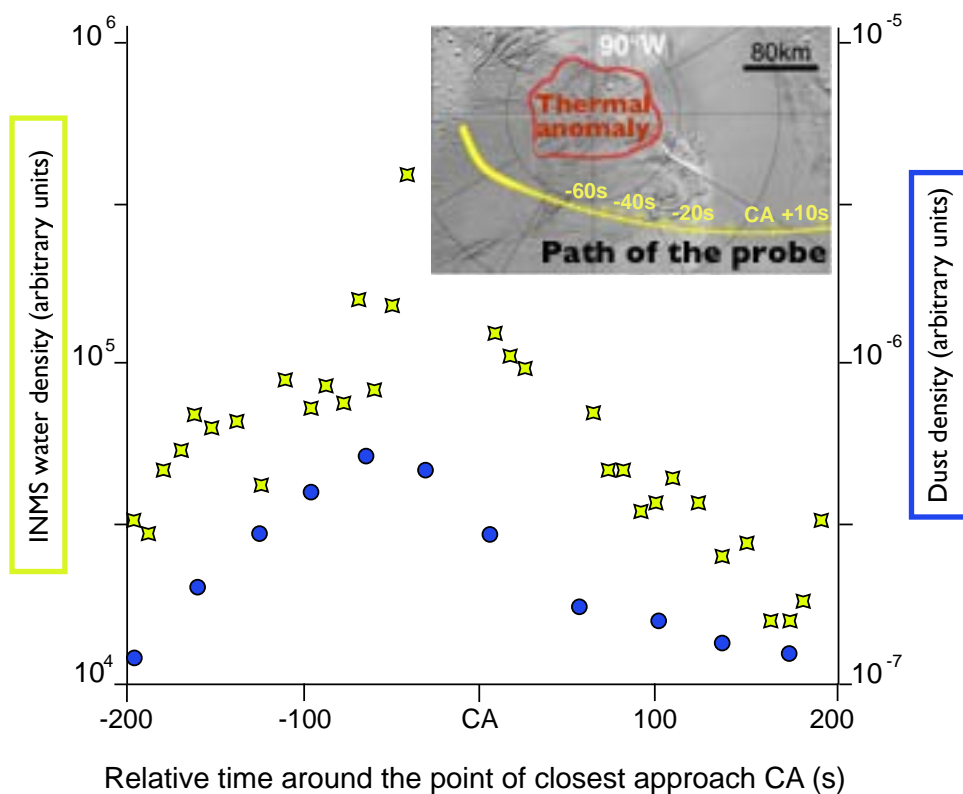 10^6
10^5
10^4
INMS water density (arbitrary units)
90°W
80km
Thermal
anomaly
-60s
-40s
-20s
CA +10s
Path of the probe
10^-5
10^-6
10^-7
Dust density (arbitrary units)
-200
-100
CA
100
200
Relative time around the point of closest approach CA (s)